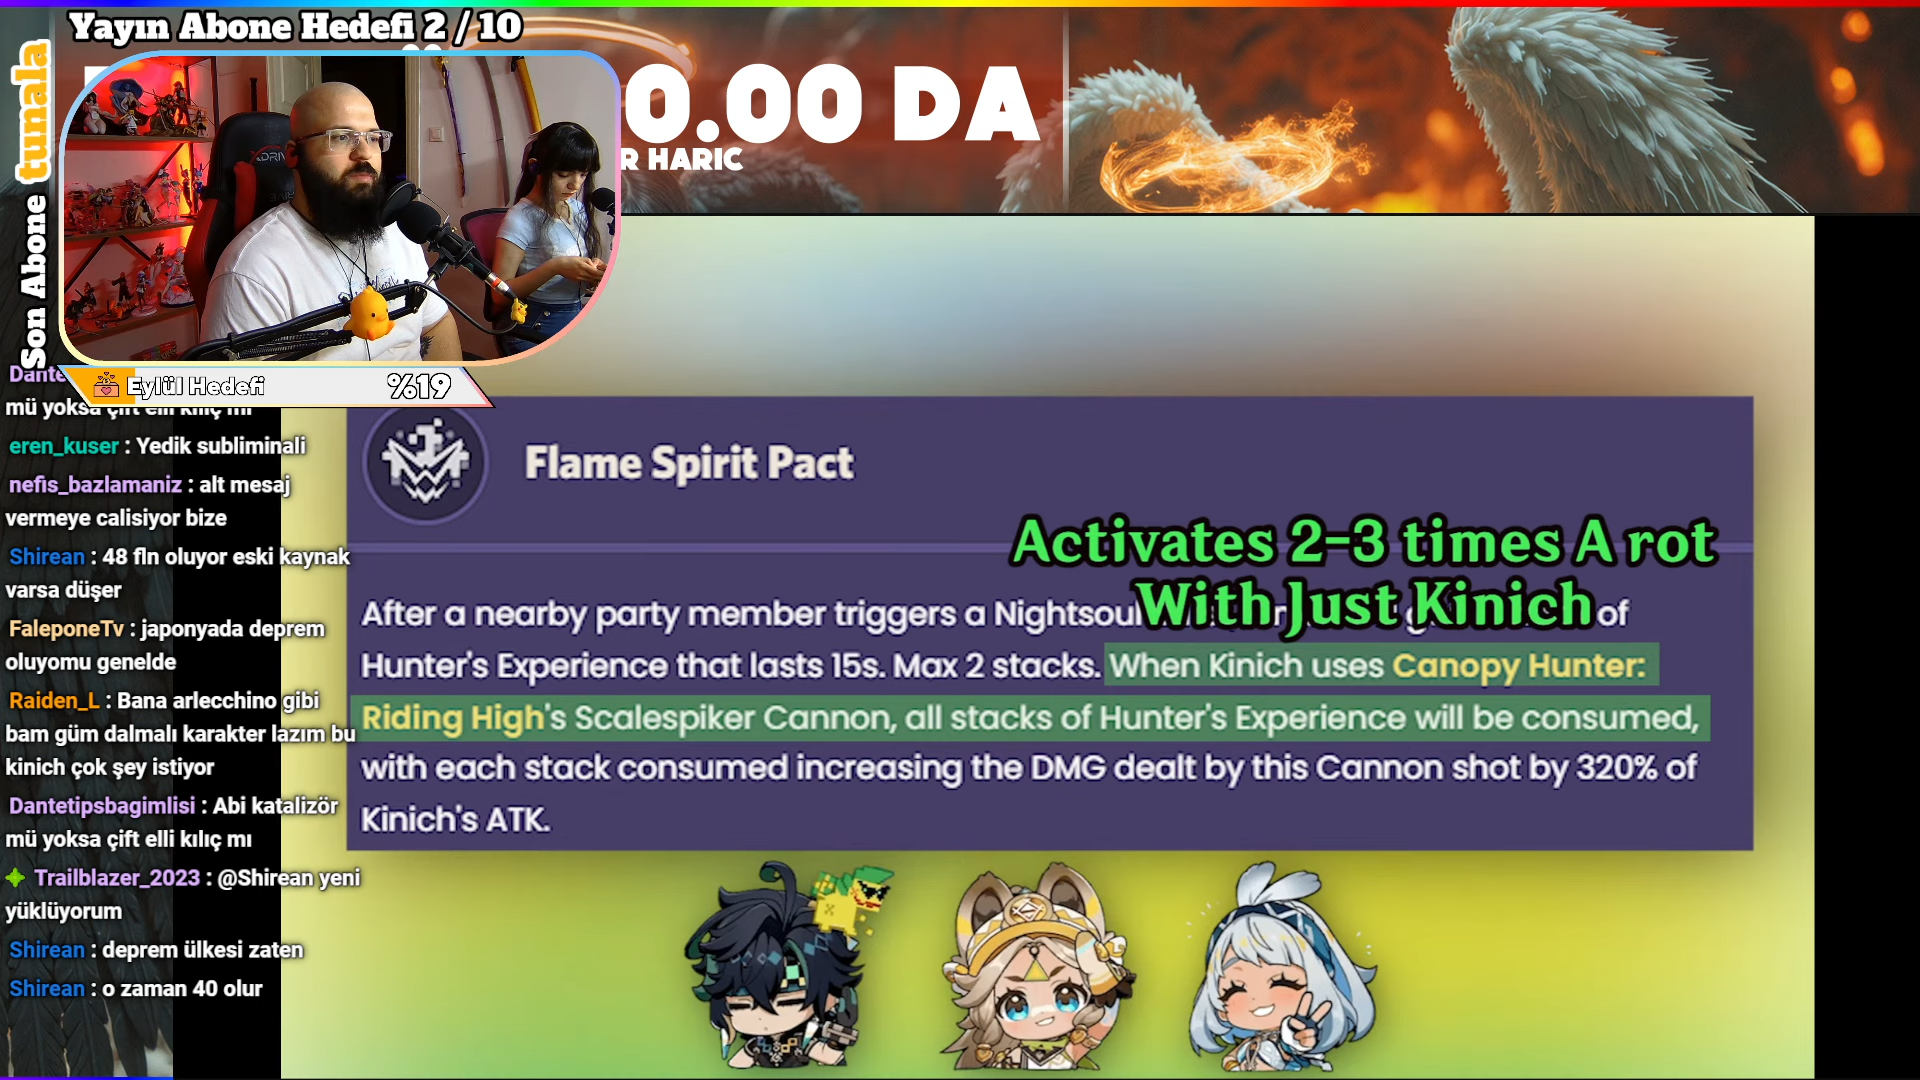 Yayın Abone Hedefi 2 / 10
0.00 DA
R HARIC
Son Abone tunala
Eylül Hedefi %19
Dante
mü yoksa çift elli kılıç mı
eren_kuser : Yedik subliminali
nefis_bazlamaniz : alt mesaj
vermeye calisiyor bize
Shirean : 48 fln oluyor eski kaynak
varsa düşer
FaleponeTv : japonyada deprem
oluyomu genelde
Raiden_L : Bana arlecchino gibi
bam güm dalmalı karakter lazım bu
kinich çok şey istiyor
Dantetipsbagimlisi : Abi katalizör
mü yoksa çift elli kılıç mı
Trailblazer_2023 : @Shirean yeni
yüklüyorum
Shirean : deprem ülkesi zaten
Shirean : o zaman 40 olur
Flame Spirit Pact
Activates 2-3 times A rot
With Just Kinich
After a nearby party member triggers a Nightsoul of
Hunter's Experience that lasts 15s. Max 2 stacks. When Kinich uses Canopy Hunter:
Riding High's Scalespiker Cannon, all stacks of Hunter's Experience will be consumed,
with each stack consumed increasing the DMG dealt by this Cannon shot by 320% of
Kinich's ATK.